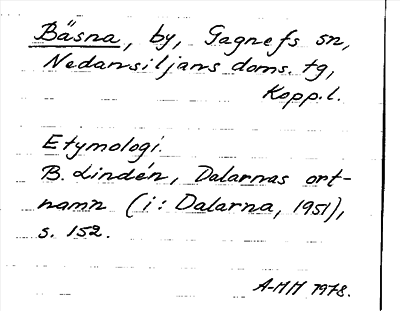 Bäsna, by, Gagnefs sn,
Nedansiljans doms. tg,
Kopp.l.
Etymologi.
B. Lindén, Dalarnas ort-
namn (i: Dalarna, 1951),
s. 152.
A-MH 1978.